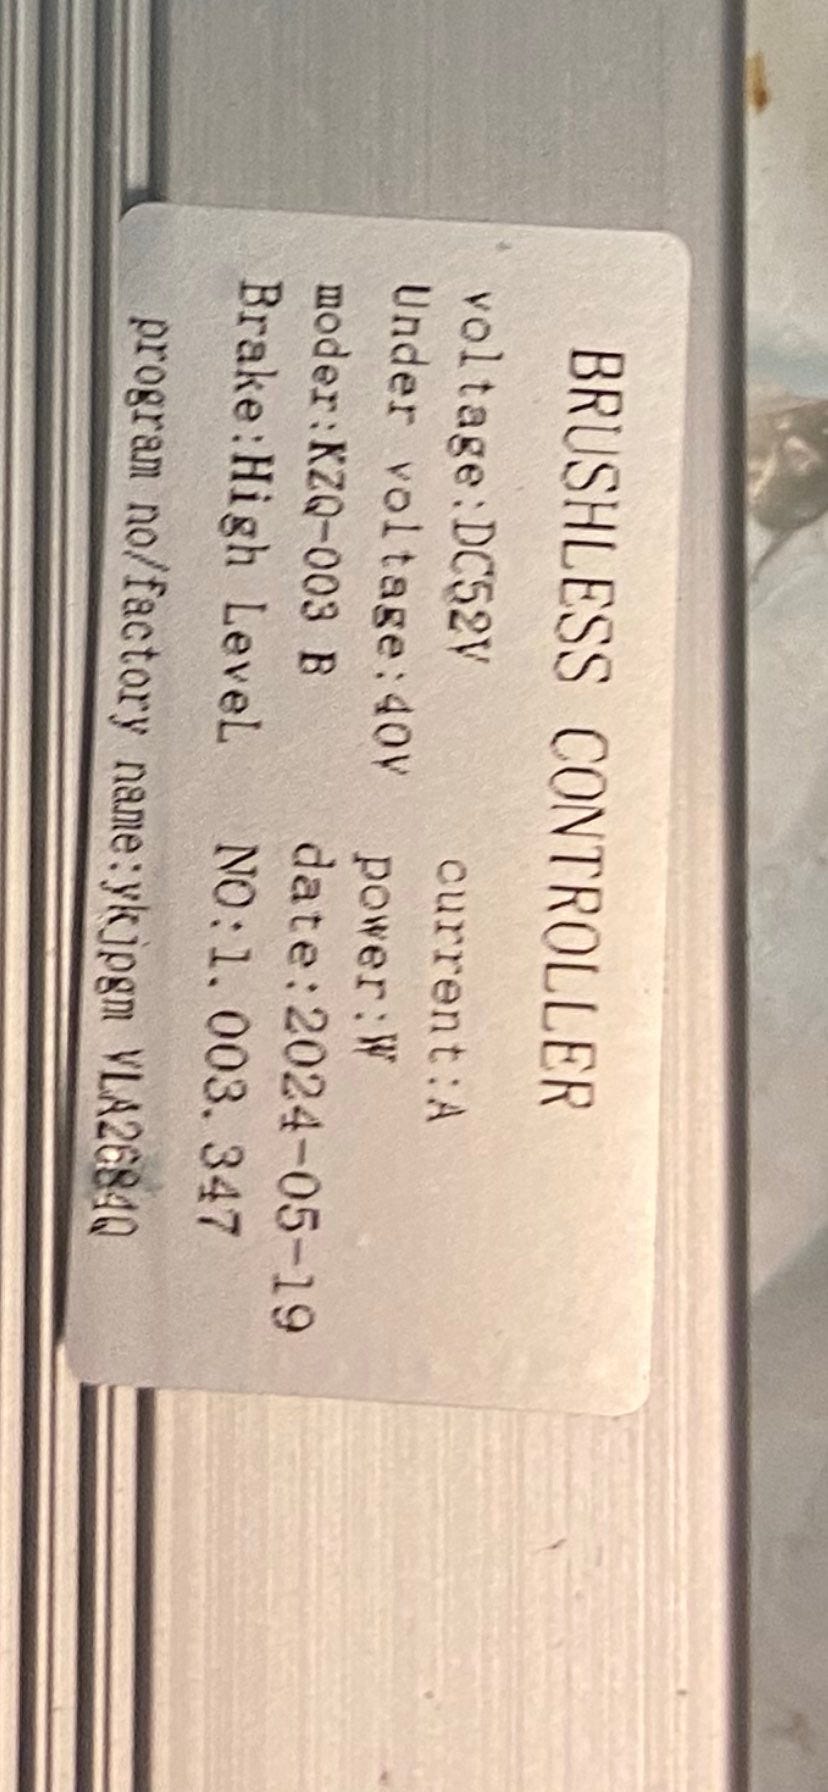 BRUSHLESS CONTROLLER
voltage:DC52V current:A
Under voltage:40V power:W
moder:KZQ-003 B date:2024-05-19
Brake:High LeveL NO:1.003.347
program no/factory name:ykjpgm VLA26840